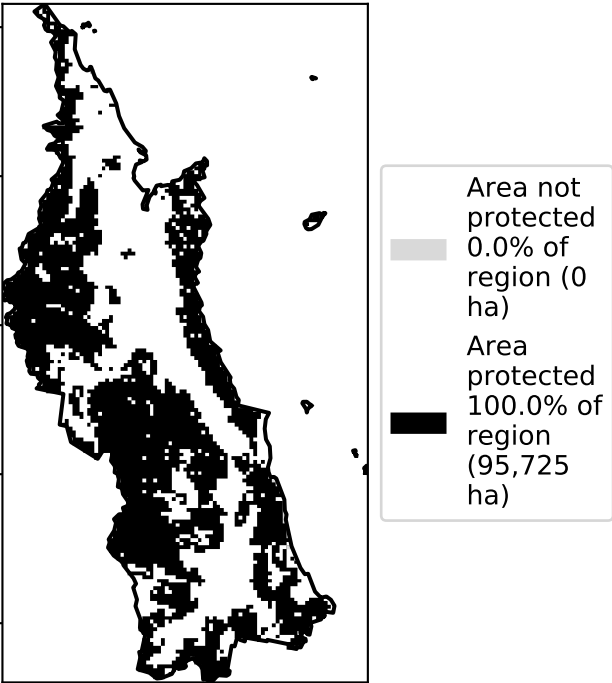 Area not
protected
0.0% of
region (0
ha)
Area
protected
100.0% of
region
(95,725
ha)